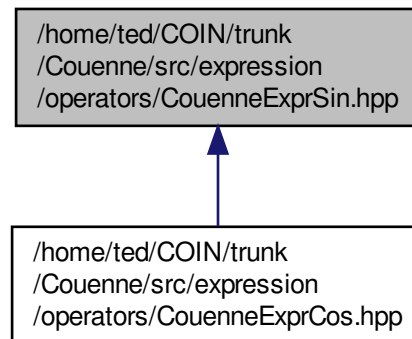 /home/ted/COIN/trunk
/Couenne/src/expression
/operators/CouenneExprSin.hpp
/home/ted/COIN/trunk
/Couenne/src/expression
/operators/CouenneExprCos.hpp